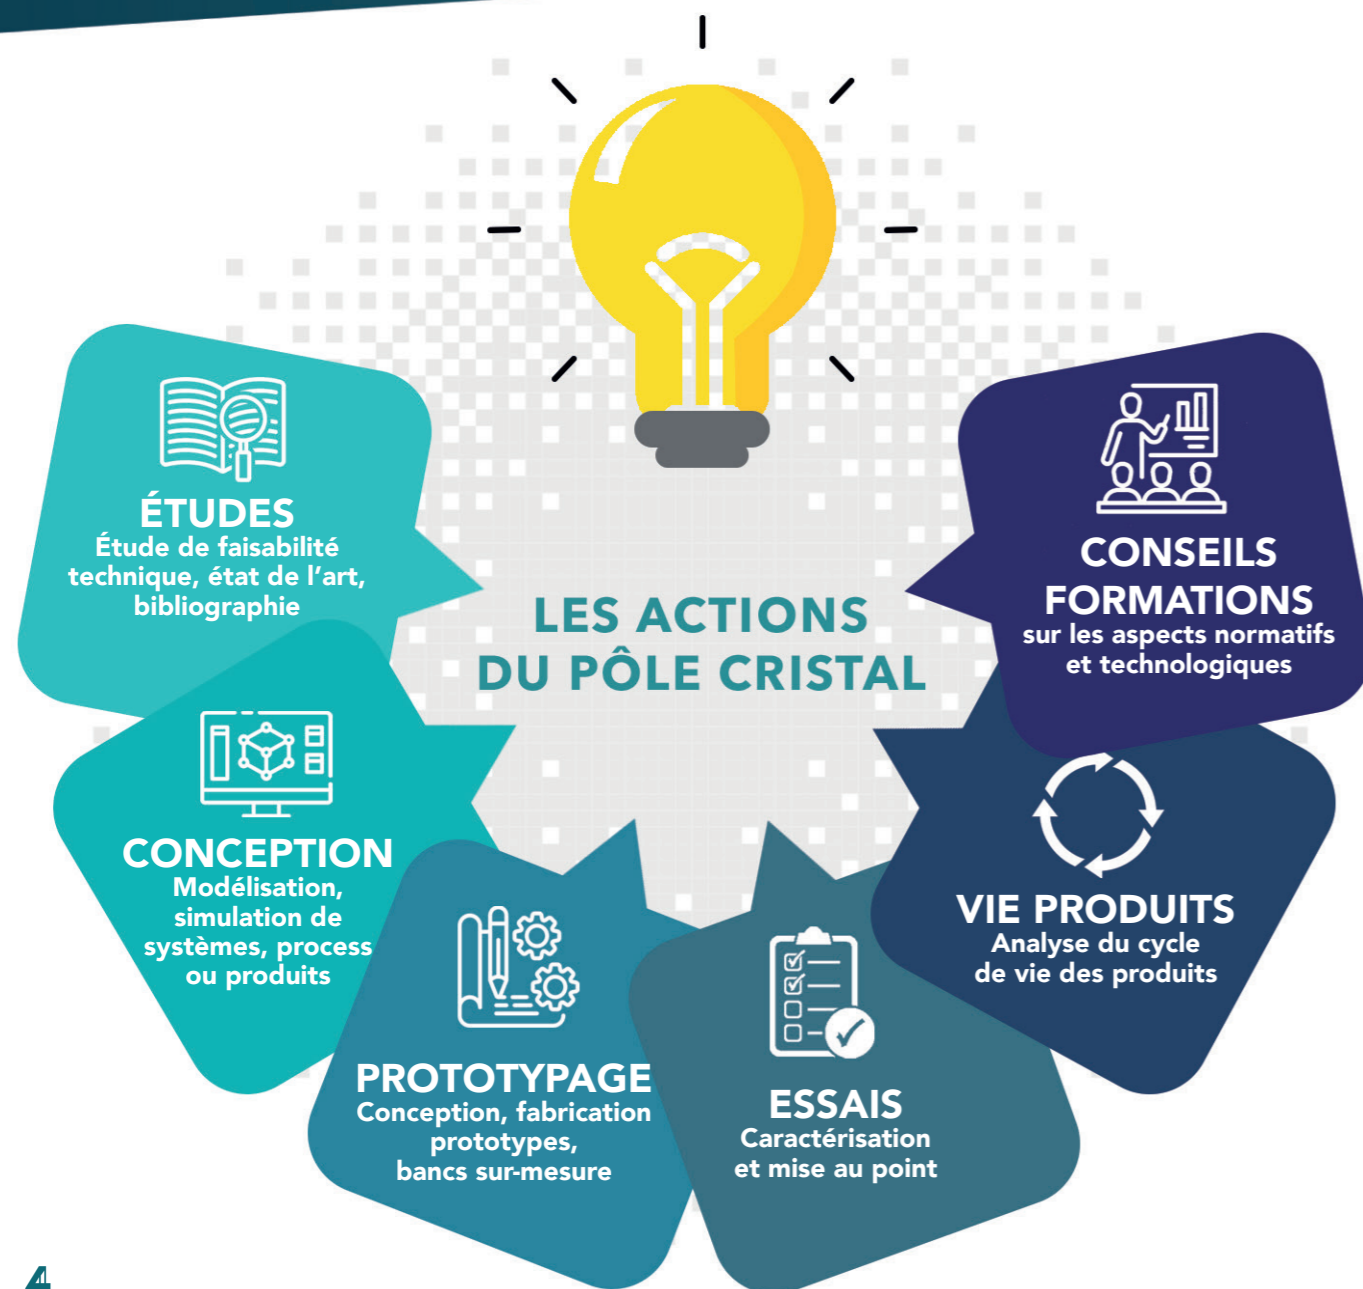 LES ACTIONS
DU PÔLE CRISTAL
ÉTUDES
Étude de faisabilité
technique, état de l’art,
bibliographie
CONCEPTION
Modélisation,
simulation de
systèmes, process
ou produits
PROTOTYPAGE
Conception, fabrication
prototypes,
bancs sur-mesure
ESSAIS
Caractérisation
et mise au point
VIE PRODUITS
Analyse du cycle
de vie des produits
CONSEILS
FORMATIONS
sur les aspects normatifs
et technologiques
4